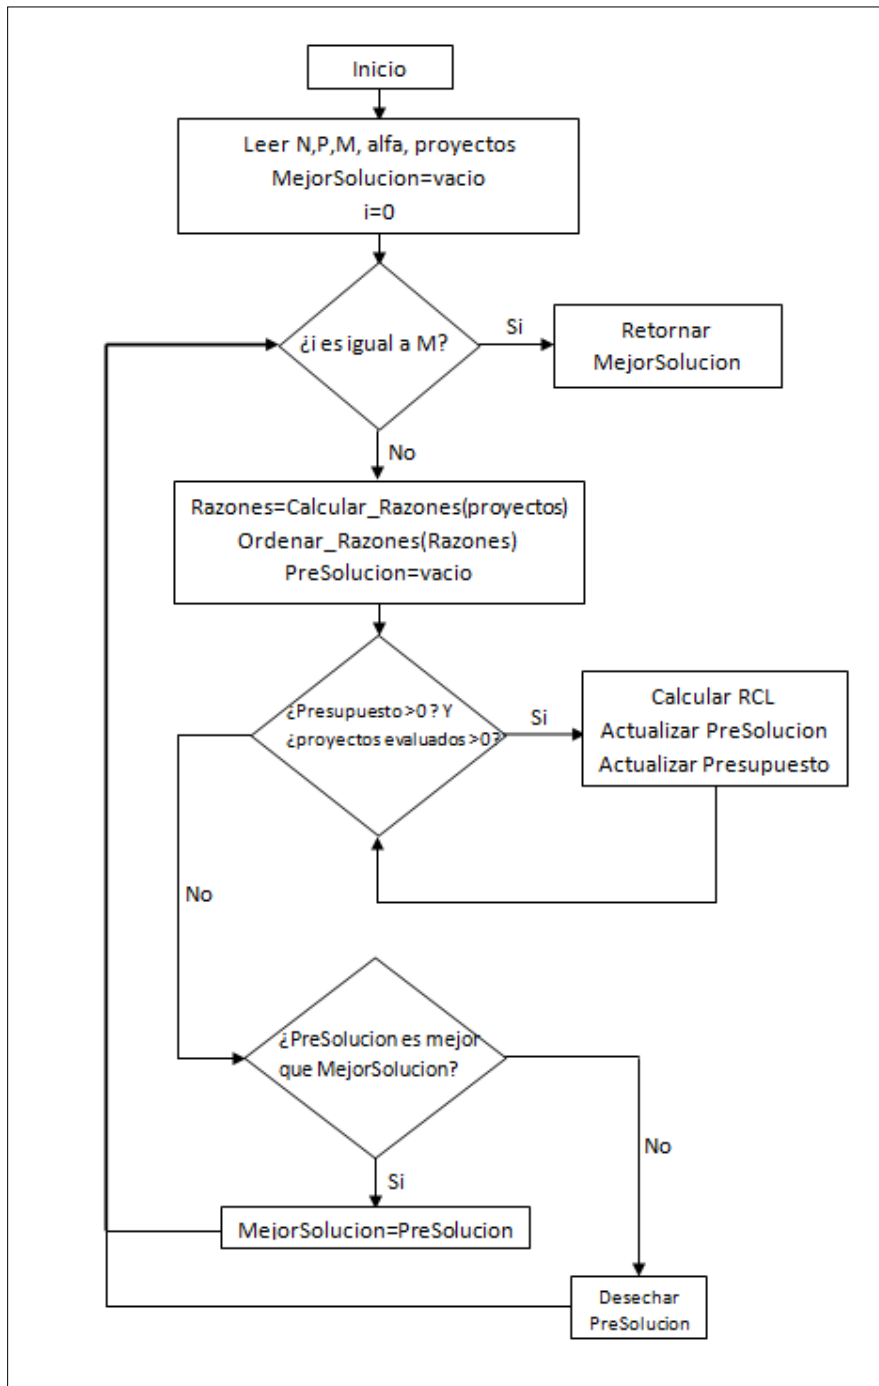 Inicio
Leer N,P,M, alfa, proyectos
MejorSolucion=vacio
i=0
¿i es igual a M?
Si
Retornar
MejorSolucion
No
Razones=Calcular_Razones(proyectos)
Ordenar_Razones(Razones)
PreSolucion=vacio
¿Presupuesto >0 ? Y
¿proyectos evaluados >0?
Si
Calcular RCL
Actualizar PreSolucion
Actualizar Presupuesto
No
¿PreSolucion es mejor
que MejorSolucion?
No
Si
MejorSolucion=PreSolucion
Desechar
PreSolucion